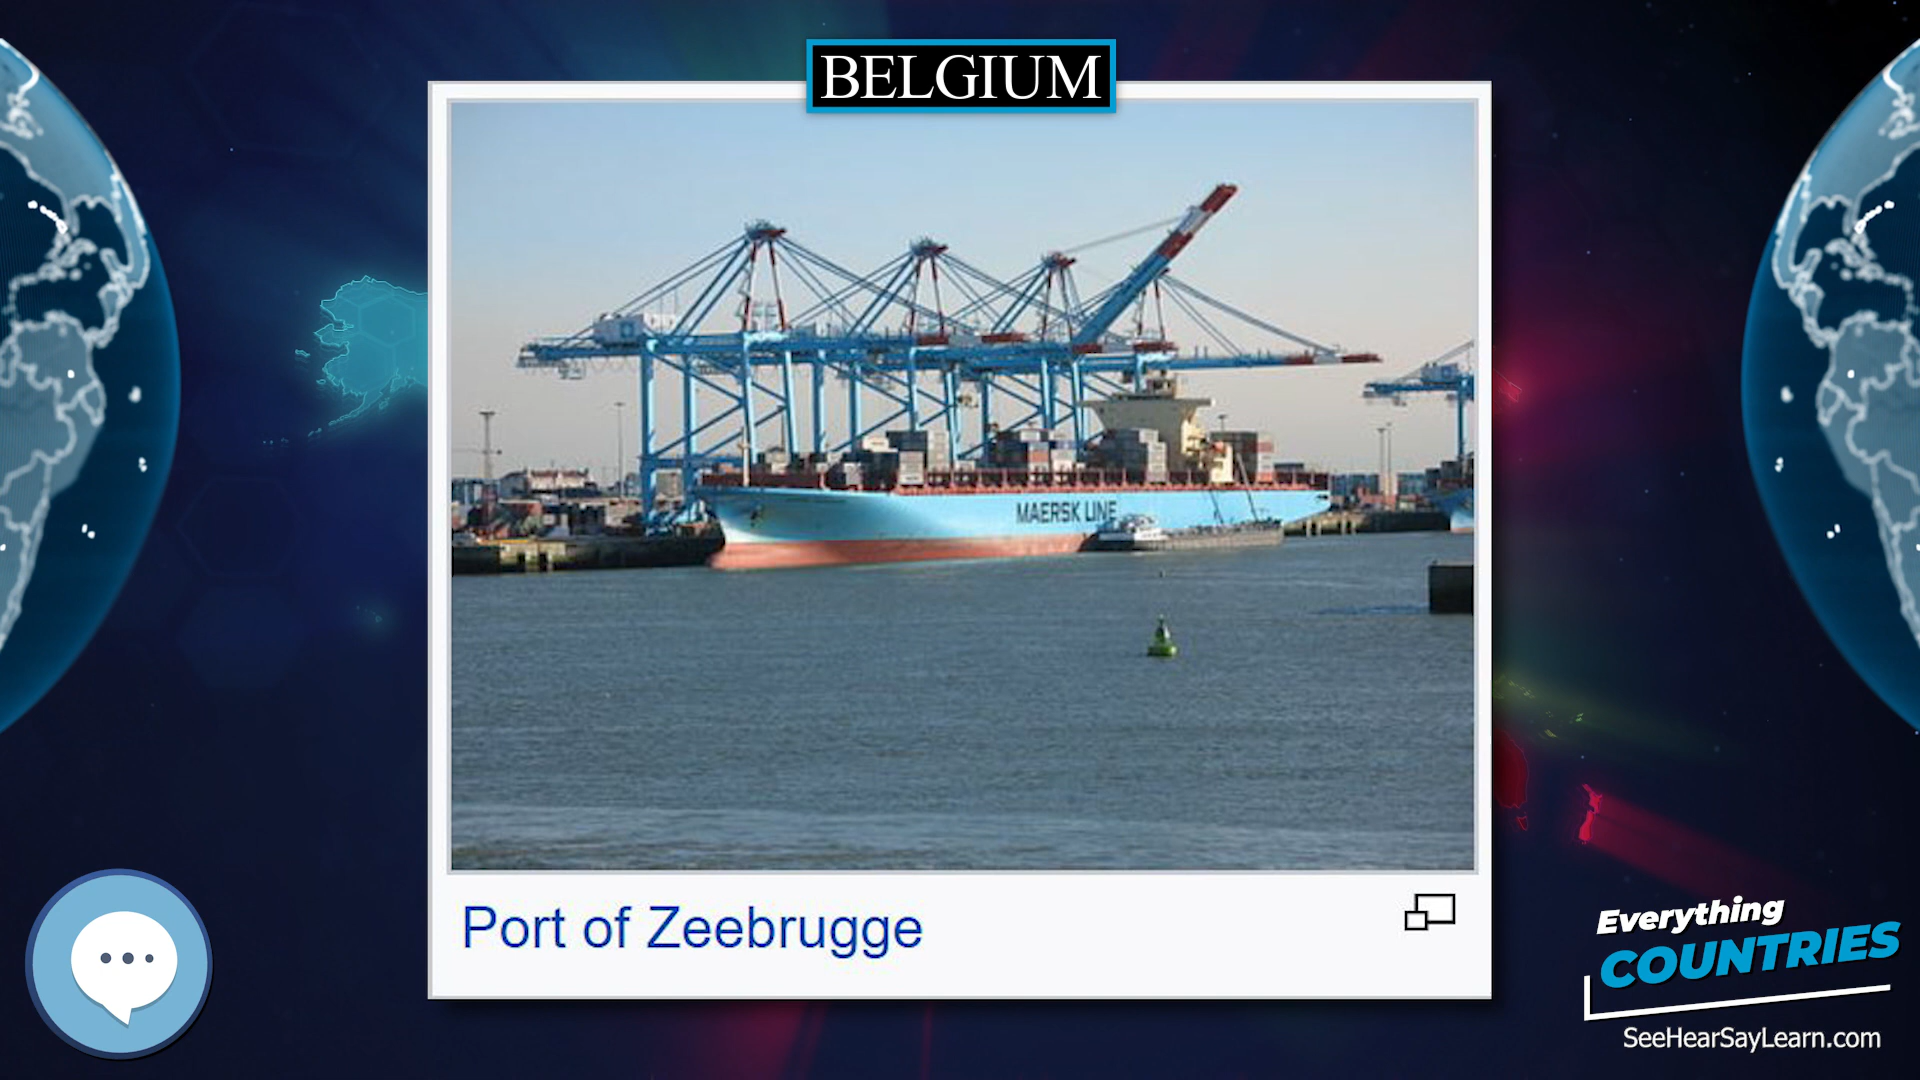 BELGIUM
MAERSK LINE
Port of Zeebrugge
Everything
COUNTRIES
SeeHearSayLearn.com